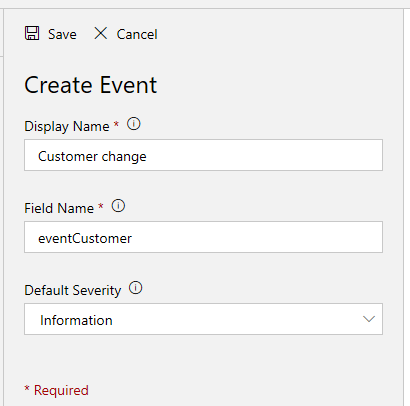 Save Cancel
Create Event
Display Name *
Customer change
Field Name *
eventCustomer
Default Severity
Information
* Required